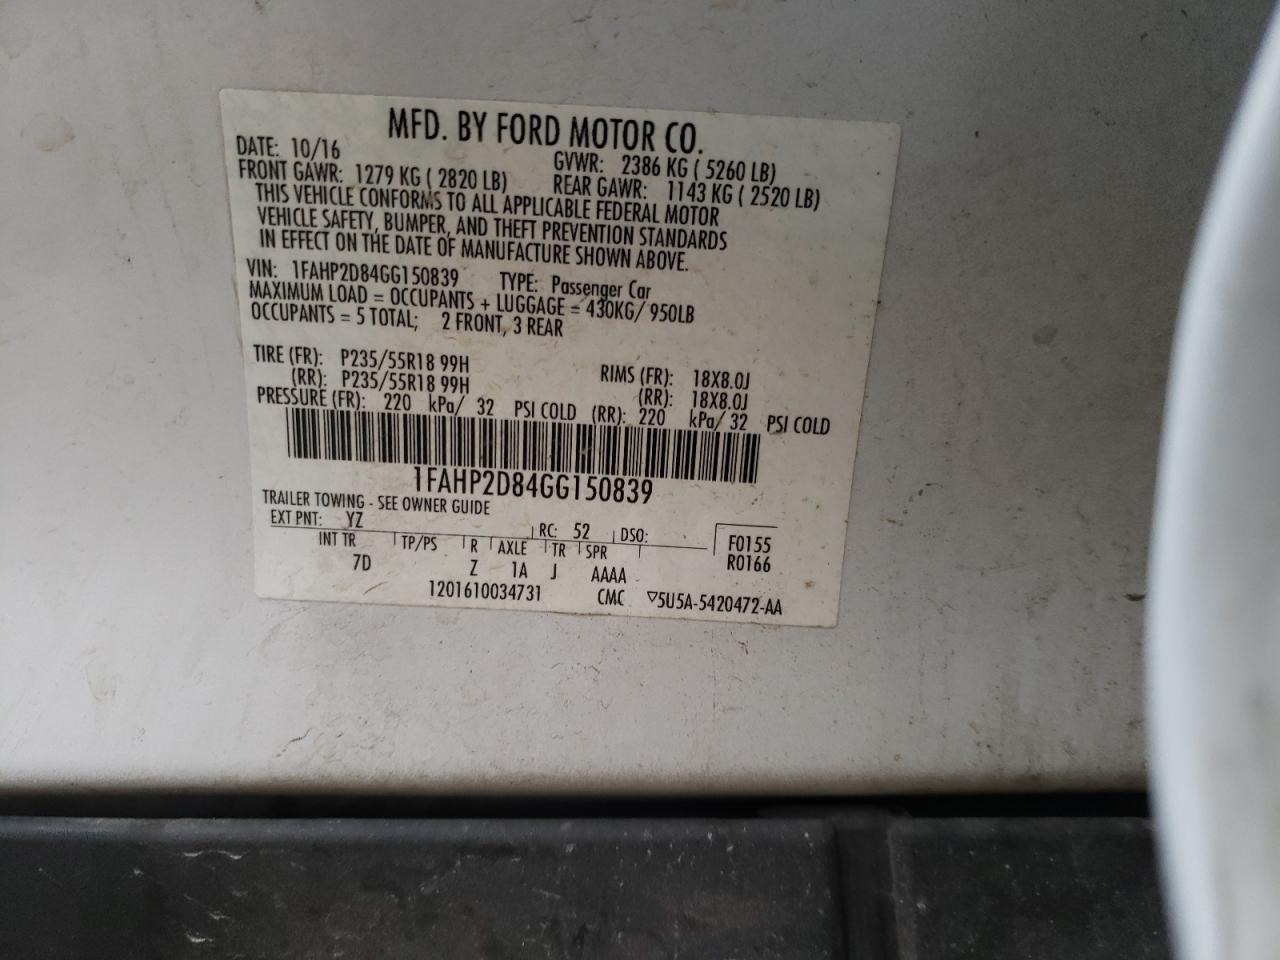 MFD. BY FORD MOTOR CO.
DATE: 10/16 GVWR: 2386 KG ( 5260 LB)
FRONT GAWR: 1279 KG ( 2820 LB) REAR GAWR: 1143 KG ( 2520 LB)
THIS VEHICLE CONFORMS TO ALL APPLICABLE FEDERAL MOTOR
VEHICLE SAFETY, BUMPER, AND THEFT PREVENTION STANDARDS
IN EFFECT ON THE DATE OF MANUFACTURE SHOWN ABOVE.
VIN: 1FAHP2D84GG150839 TYPE: Passenger Car
MAXIMUM LOAD = OCCUPANTS + LUGGAGE = 430KG/ 950LB
OCCUPANTS = 5 TOTAL; 2 FRONT, 3 REAR
TIRE (FR): P235/55R18 99H RIMS (FR): 18X8.0J
(RR): P235/55R18 99H (RR): 18X8.0J
PRESSURE (FR): 220 kPa/ 32 PSI COLD (RR): 220 kPa/ 32 PSI COLD
1FAHP2D84GG150839
TRAILER TOWING - SEE OWNER GUIDE
EXT PNT: YZ RC: 52 DSO: F0155
INT TR TP/PS R AXLE TR SPR R0166
7D Z 1A J AAAA
1201610034731 CMC ▽5U5A-5420472-AA